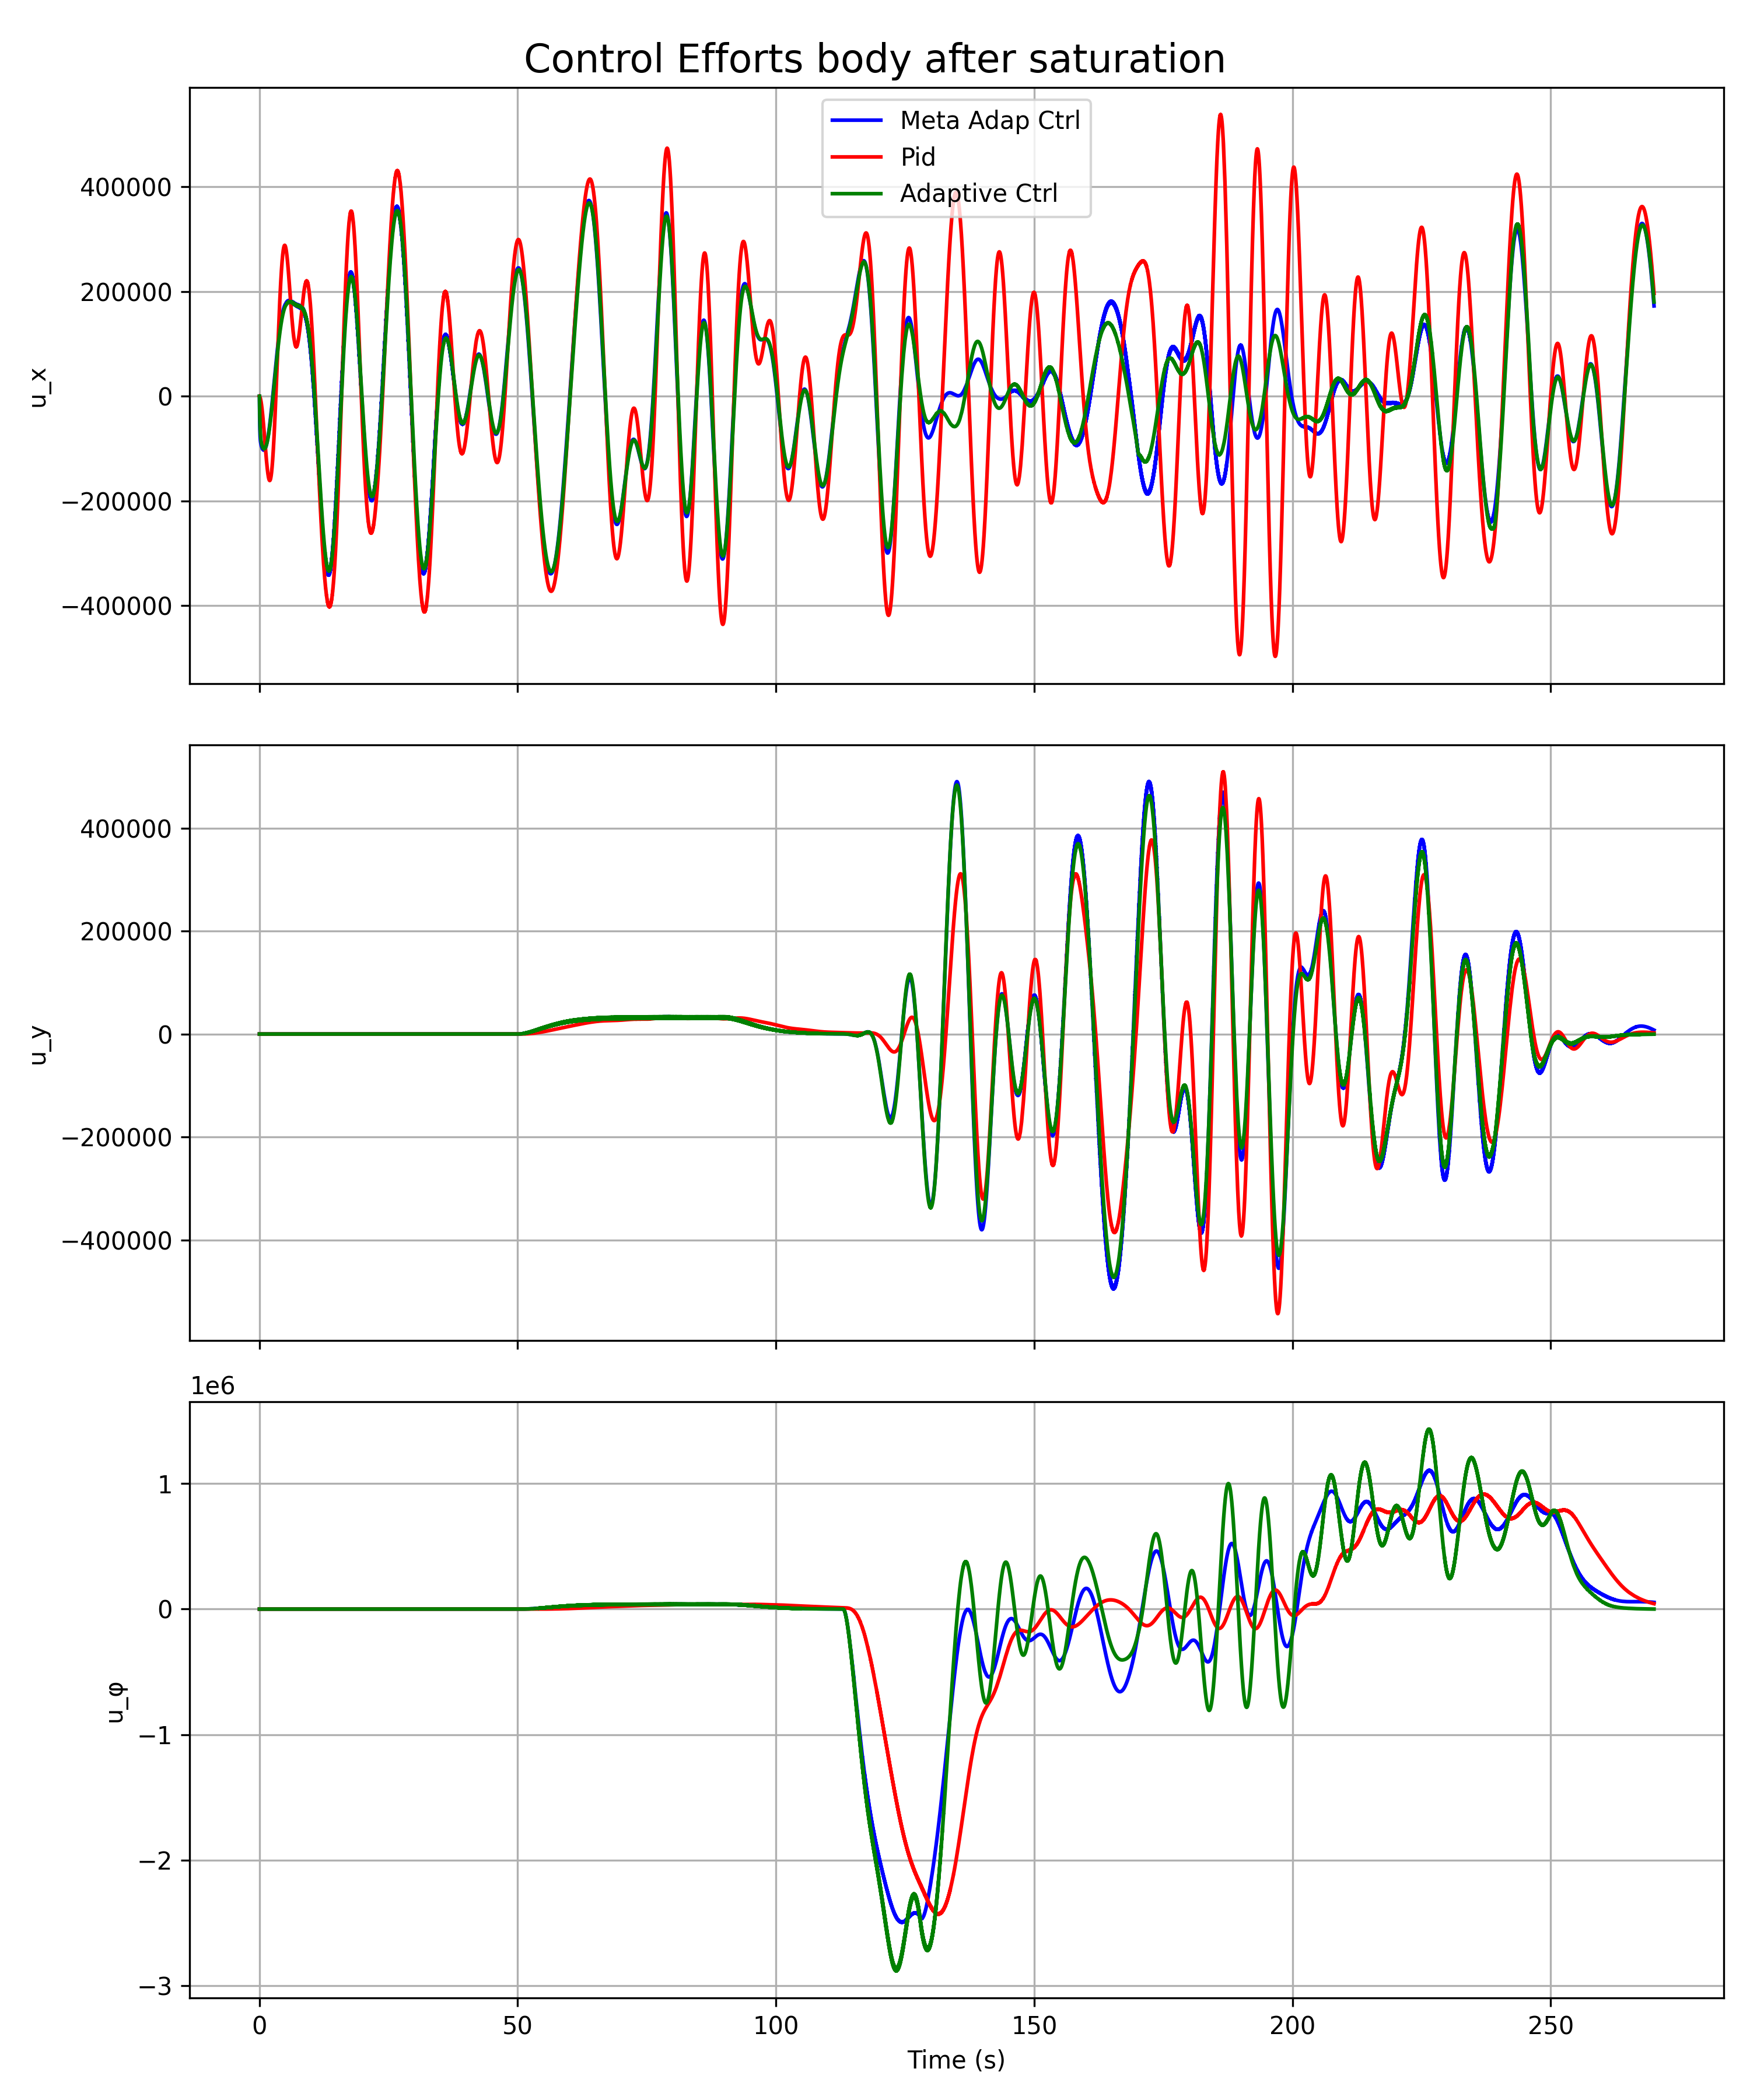 Control Efforts body after saturation
Meta Adap Ctrl
Pid
Adaptive Ctrl
400000
200000
0
−200000
−400000
u_x
400000
200000
0
−200000
−400000
u_y
1e6
1
0
−1
−2
−3
u_φ
0 50 100 150 200 250
Time (s)